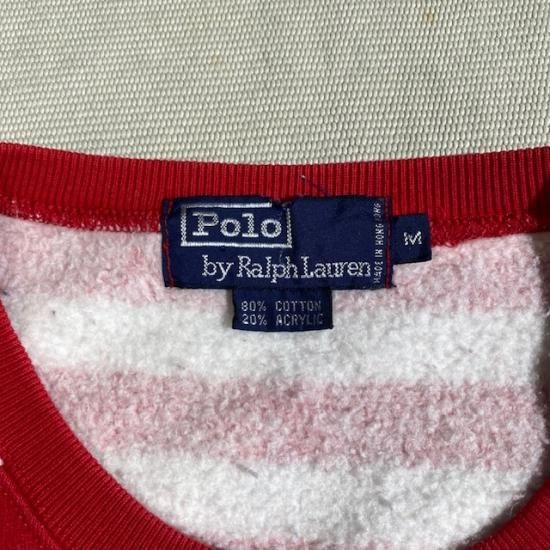 Polo
by Ralph Lauren
MADE IN HONG KONG
M
80% COTTON
20% ACRYLIC